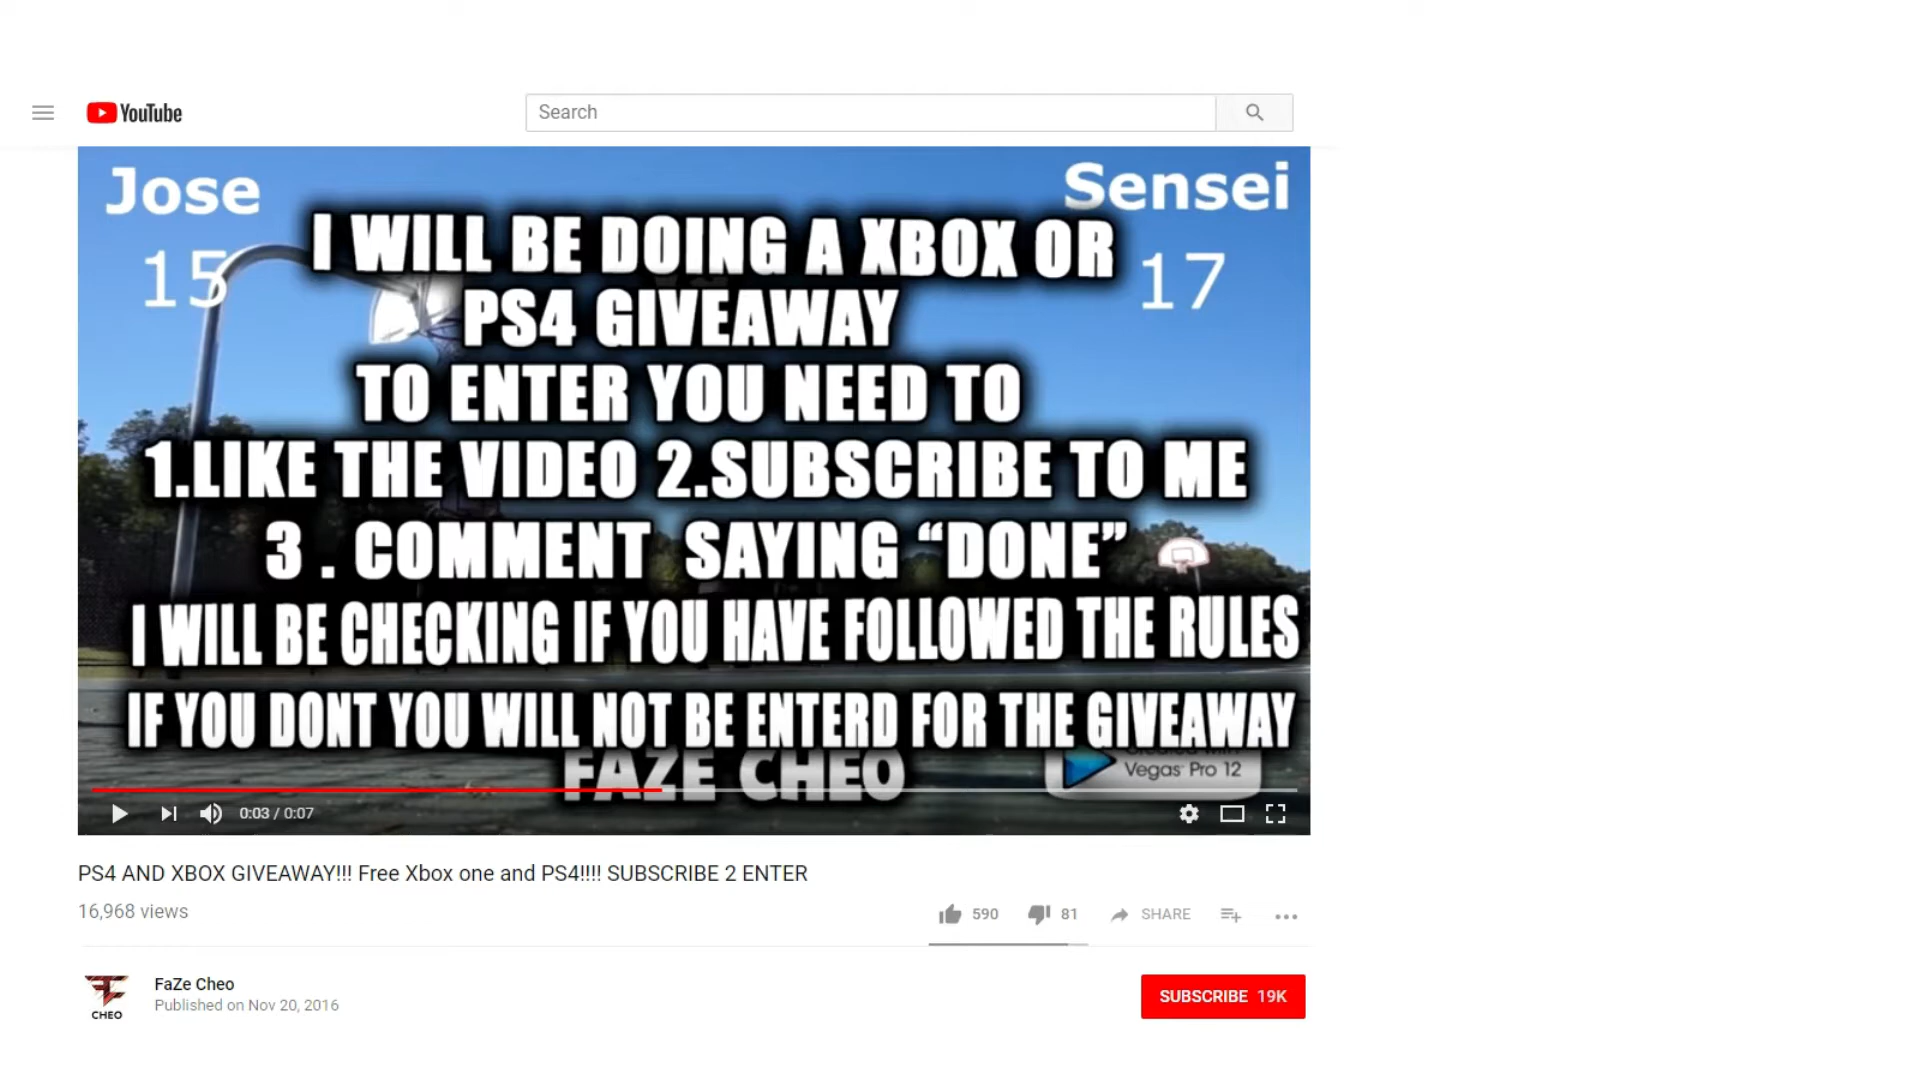 YouTube
Search
Jose
Sensei
15
17
I WILL BE DOING A XBOX OR
PS4 GIVEAWAY
TO ENTER YOU NEED TO
1.LIKE THE VIDEO 2.SUBSCRIBE TO ME
3 . COMMENT SAYING “DONE”
I WILL BE CHECKING IF YOU HAVE FOLLOWED THE RULES
IF YOU DONT YOU WILL NOT BE ENTERD FOR THE GIVEAWAY
FAZE CHEO
Created with
Vegas Pro 12
0:03 / 0:07
PS4 AND XBOX GIVEAWAY!!! Free Xbox one and PS4!!!! SUBSCRIBE 2 ENTER
16,968 views
590
81
SHARE
FaZe Cheo
Published on Nov 20, 2016
CHEO
SUBSCRIBE 19K